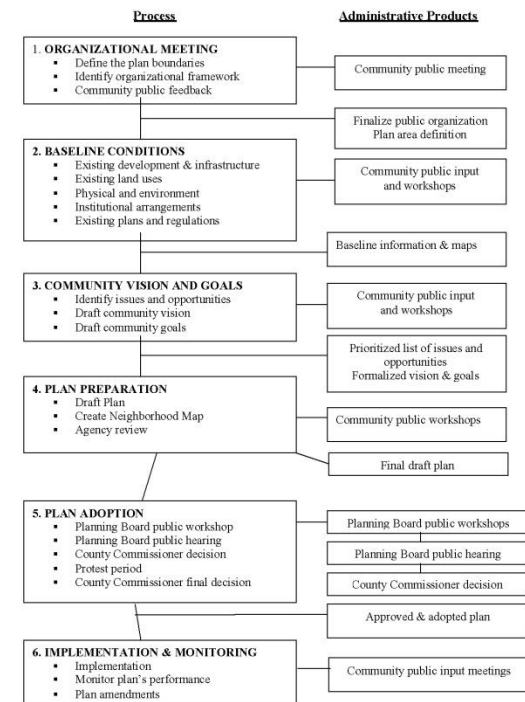 Process
Administrative Products
1. ORGANIZATIONAL MEETING
▪ Define the plan boundaries
▪ Identify organizational framework
▪ Community public feedback
Community public meeting
Finalize public organization
Plan area definition
2. BASELINE CONDITIONS
▪ Existing development & infrastructure
▪ Existing land uses
▪ Physical and environment
▪ Institutional arrangements
▪ Existing plans and regulations
Community public input
and workshops
Baseline information & maps
3. COMMUNITY VISION AND GOALS
▪ Identify issues and opportunities
▪ Draft community vision
▪ Draft community goals
Community public input
and workshops
Prioritized list of issues and
opportunities
Formalized vision & goals
4. PLAN PREPARATION
▪ Draft Plan
▪ Create Neighborhood Map
▪ Agency review
Community public workshops
Final draft plan
5. PLAN ADOPTION
▪ Planning Board public workshop
▪ Planning Board public hearing
▪ County Commissioner decision
▪ Protest period
▪ County Commissioner final decision
Planning Board public workshops
Planning Board public hearing
County Commissioner decision
Approved & adopted plan
6. IMPLEMENTATION & MONITORING
▪ Implementation
▪ Monitor plan's performance
▪ Plan amendments
Community public input meetings